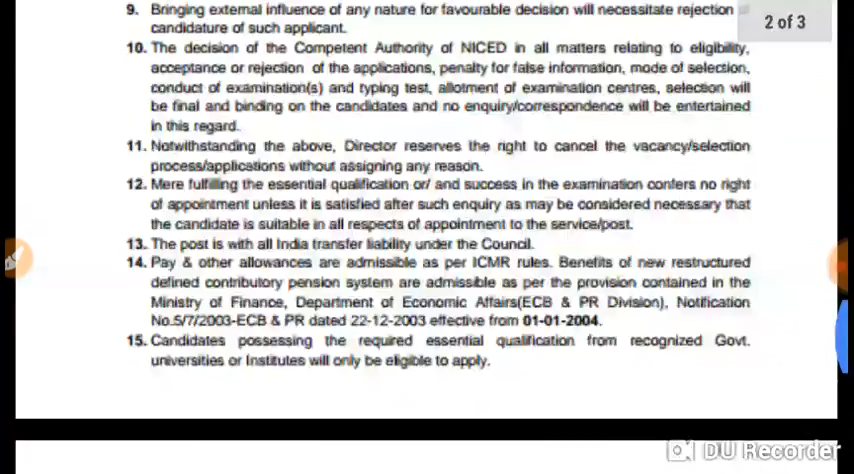 9. Bringing external influence of any nature for favourable decision will necessitate rejection
candidature of such applicant.
2 of 3
10. The decision of the Competent Authority of NICED in all matters relating to eligibility,
acceptance or rejection of the applications, penalty for false information, mode of selection,
conduct of examination(s) and typing test, allotment of examination centres, selection will
be final and binding on the candidates and no enquiry/correspondence will be entertained
in this regard.
11. Notwithstanding the above, Director reserves the right to cancel the vacancy/selection
process/applications without assigning any reason.
12. Mere fulfilling the essential qualification or/ and success in the examination confers no right
of appointment unless it is satisfied after such enquiry as may be considered necessary that
the candidate is suitable in all respects of appointment to the service/post.
13. The post is with all India transfer liability under the Council.
14. Pay & other allowances are admissible as per ICMR rules. Benefits of new restructured
defined contributory pension system are admissible as per the provision contained in the
Ministry of Finance, Department of Economic Affairs(ECB & PR Division), Notification
No.5/7/2003-ECB & PR dated 22-12-2003 effective from 01-01-2004.
15. Candidates possessing the required essential qualification from recognized Govt.
universities or Institutes will only be eligible to apply.
DU Recorder